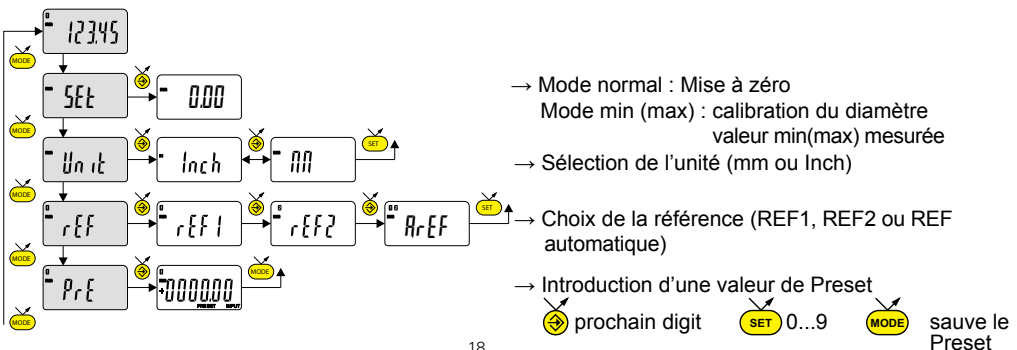 123.45
MODE
SEt
0.00
→ Mode normal : Mise à zéro
Mode min (max) : calibration du diamètre
valeur min(max) mesurée
MODE
Unit
Inch
MM
SET
→ Sélection de l’unité (mm ou Inch)
MODE
rEF
rEF1
rEF2
ArEF
SET
→ Choix de la référence (REF1, REF2 ou REF
automatique)
MODE
PrE
+0000.00
PRESET INPUT
MODE
→ Introduction d’une valeur de Preset
prochain digit SET 0...9 MODE sauve le
Preset
MODE
18